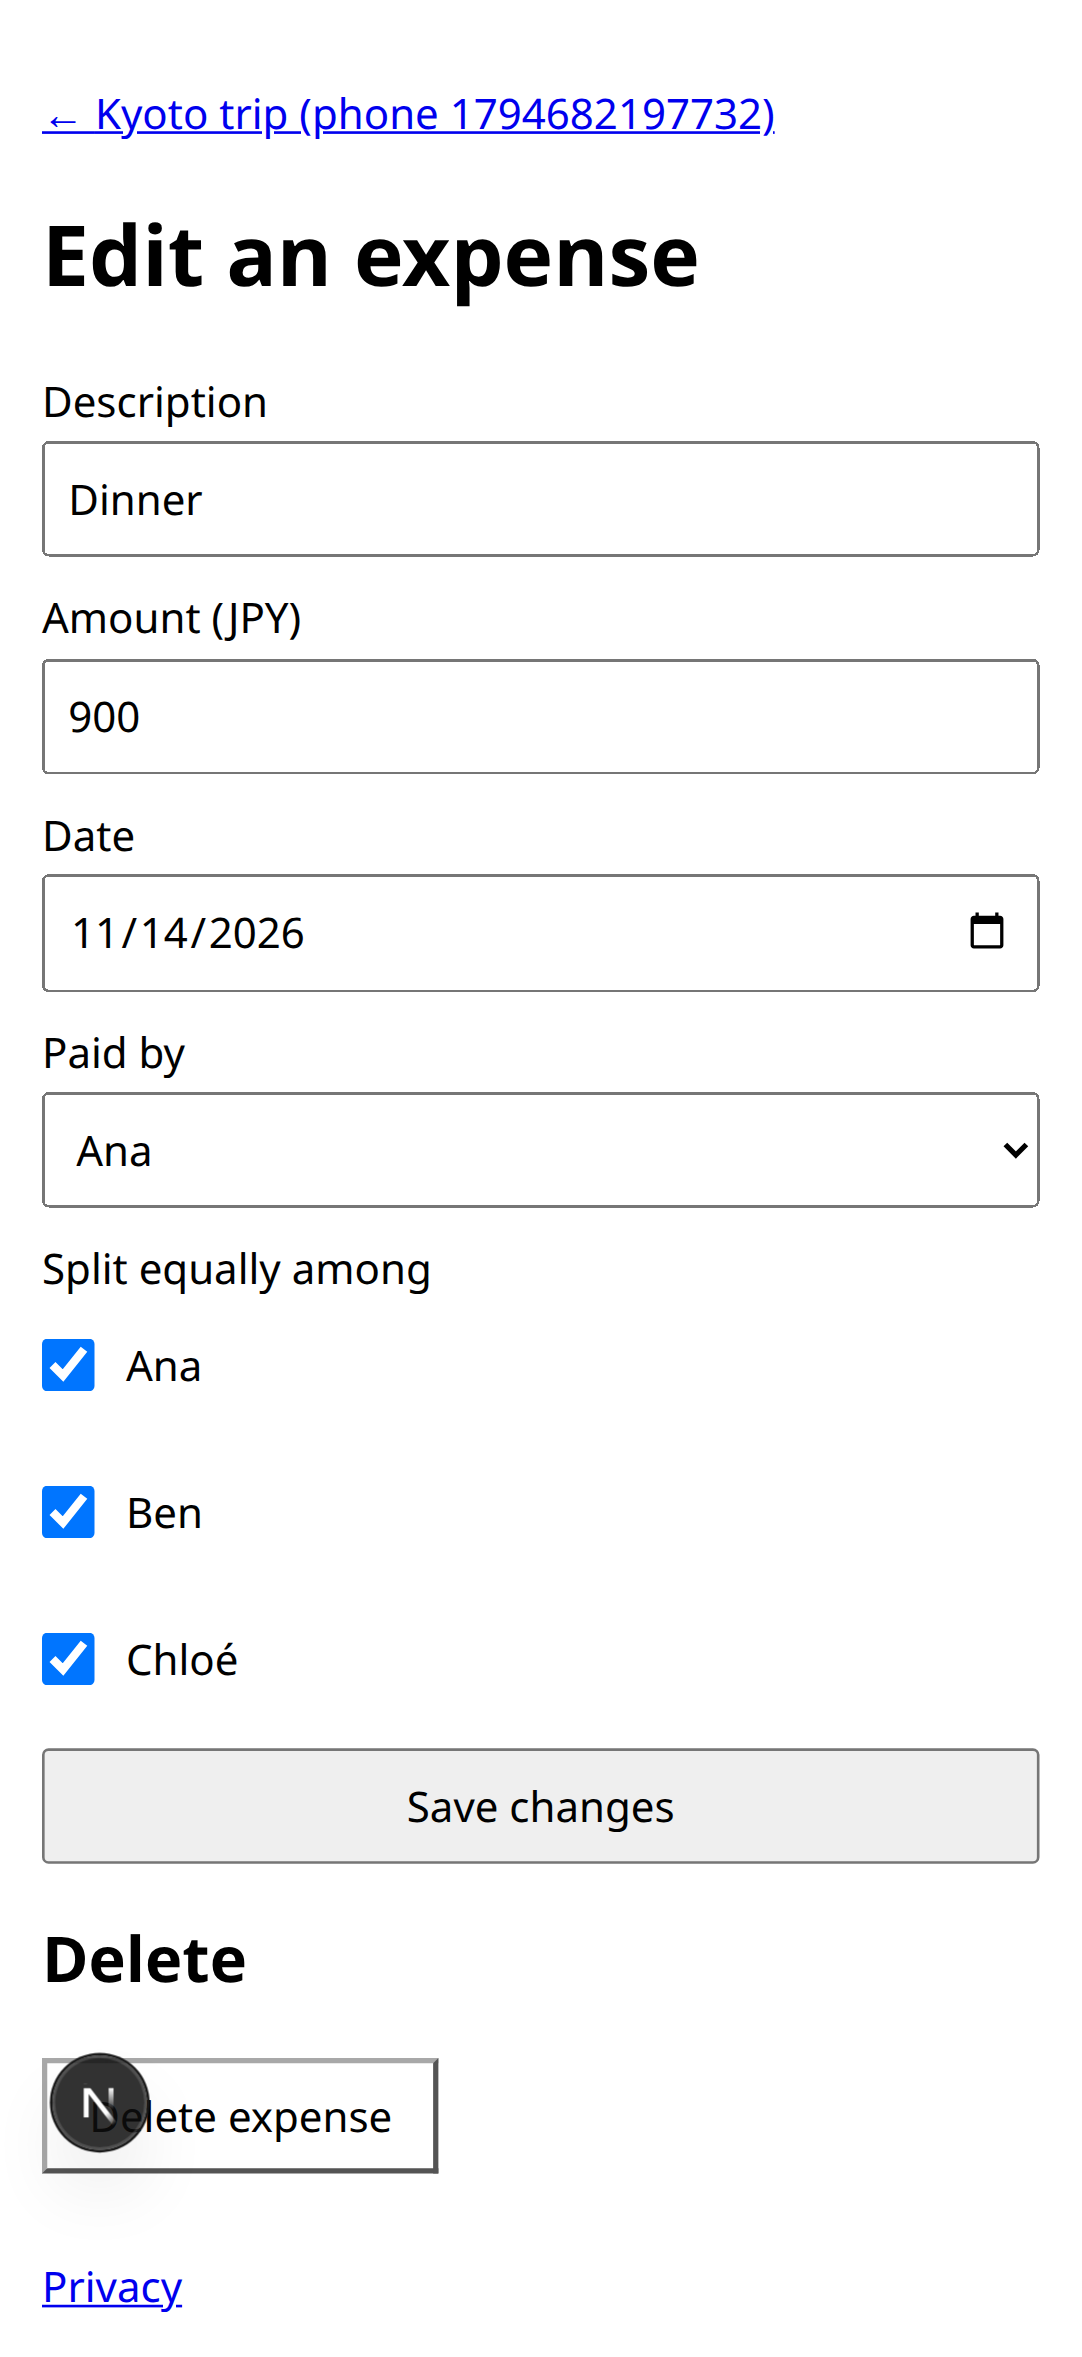 ← Kyoto trip (phone 1794682197732)
Edit an expense
Description
Dinner
Amount (JPY)
900
Date
11/14/2026
Paid by
Ana
Split equally among
Ana
Ben
Chloé
Save changes
Delete
N
Delete expense
Privacy